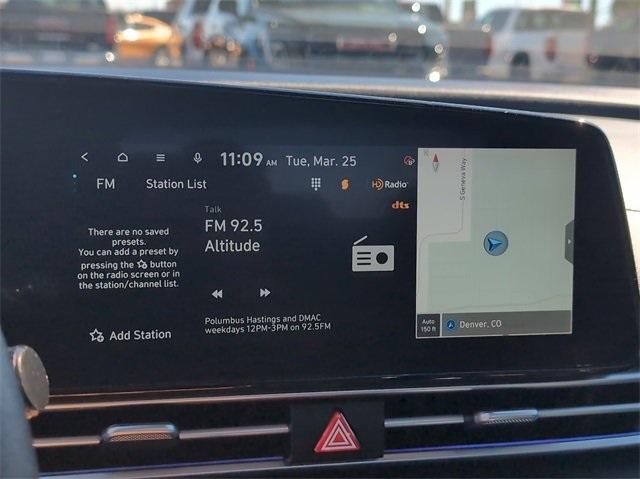 11:09 AM Tue, Mar. 25
FM Station List
HD Radio
dts
There are no saved
presets.
You can add a preset by
pressing the button
on the radio screen or in
the station/channel list.
Add Station
Talk
FM 92.5
Altitude
Polumbus Hastings and DMAC
weekdays 12PM-3PM on 92.5FM
S Geneva Way
Auto
150 ft
Denver, CO